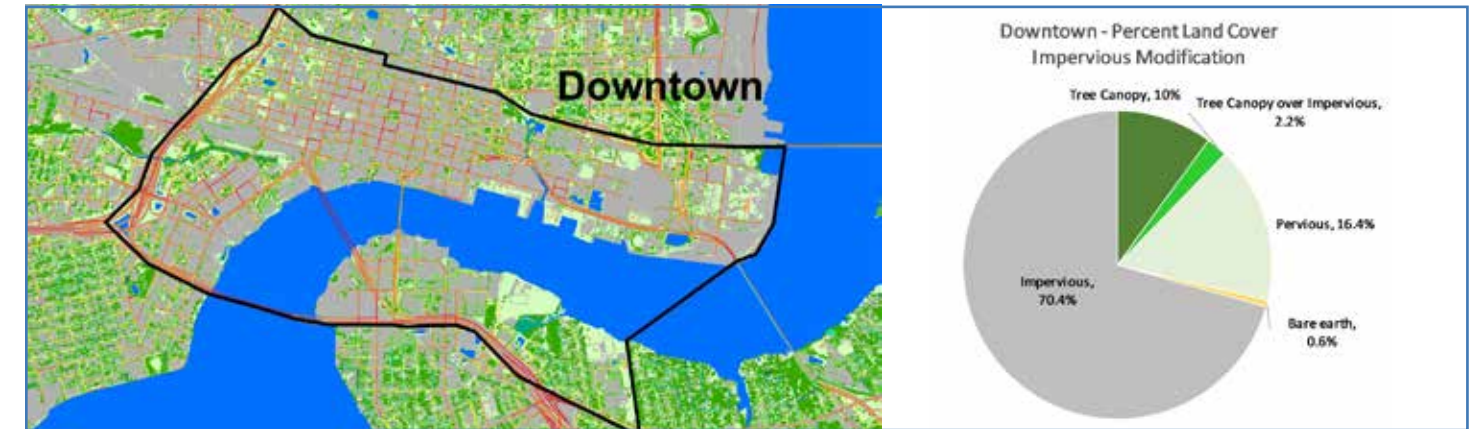 Downtown
Downtown - Percent Land Cover
Impervious Modification
Tree Canopy, 10%
Tree Canopy over Impervious,
2.2%
Pervious, 16.4%
Impervious,
70.4%
Bare earth,
0.6%